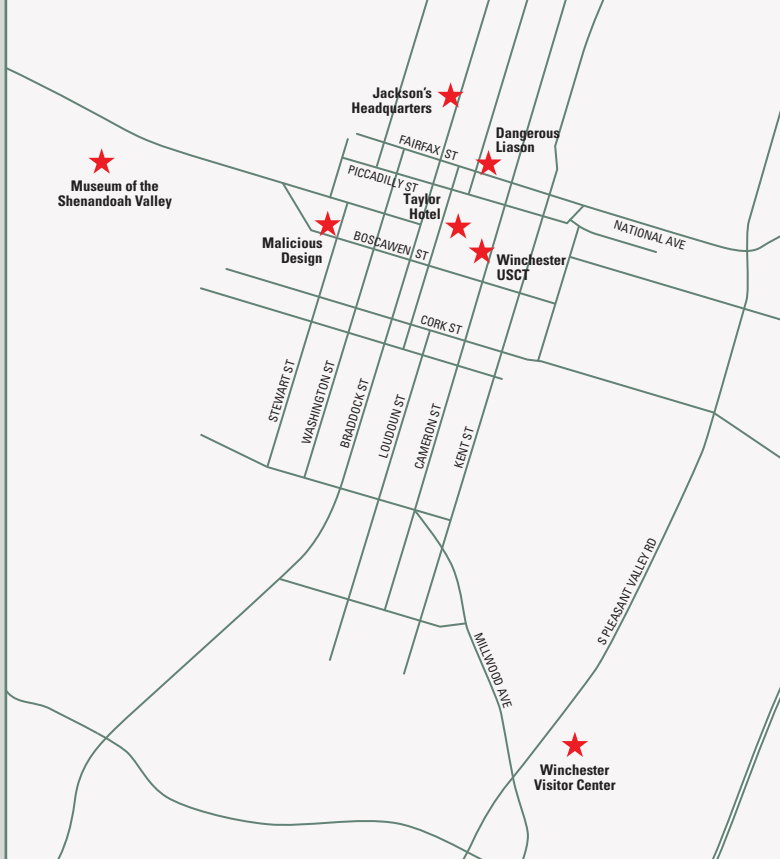 Jackson's
Headquarters
Dangerous
Liason
FAIRFAX ST
Museum of the
Shenandoah Valley
PICCADILLY ST
Taylor
Hotel
NATIONAL AVE
Malicious
Design
BOSCAWEN ST
Winchester
USCT
CORK ST
STEWART ST
WASHINGTON ST
BRADDOCK ST
LOUDOUN ST
CAMERON ST
KENT ST
S PLEASANT VALLEY RD
MILLWOOD AVE
Winchester
Visitor Center